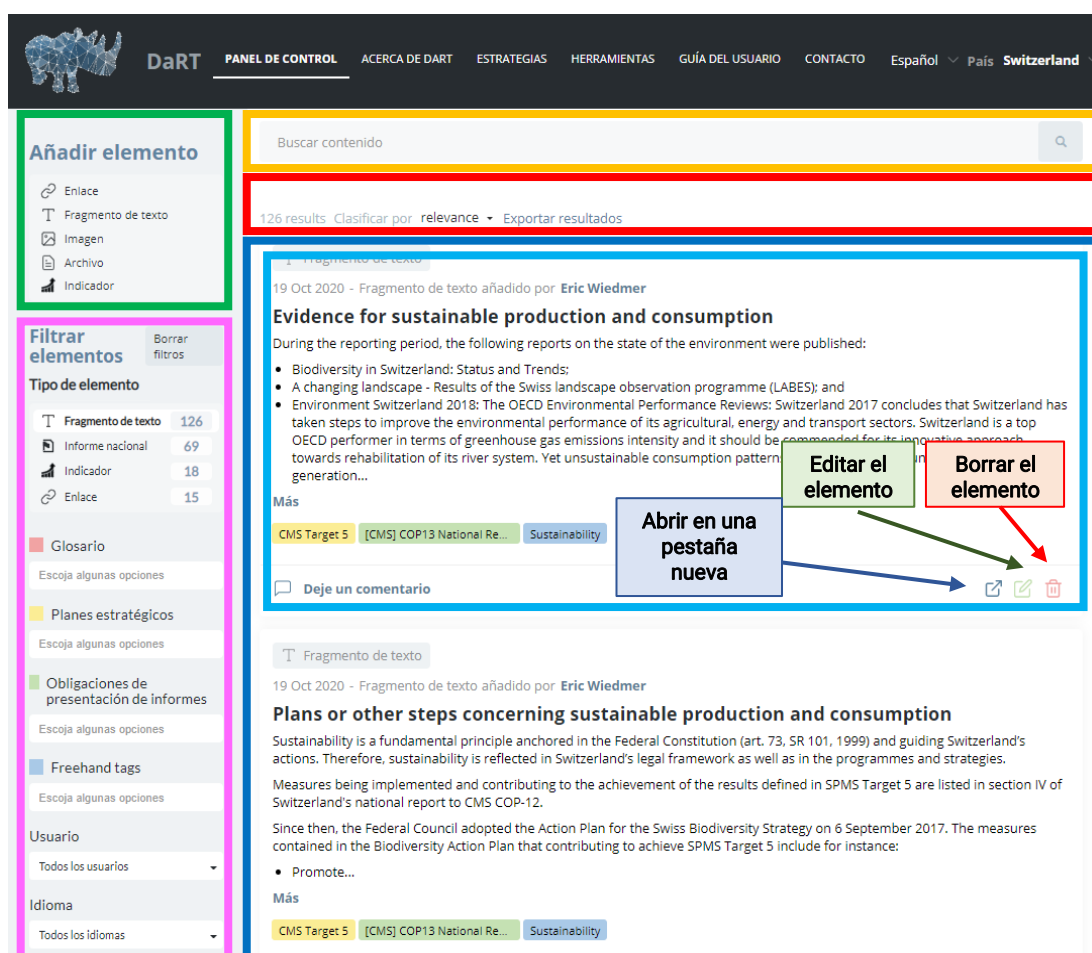 DaRT
PANEL DE CONTROL ACERCA DE DART ESTRATEGIAS HERRAMIENTAS GUÍA DEL USUARIO CONTACTO Español País Switzerland
Añadir elemento
Enlace
Fragmento de texto
Imagen
Archivo
Indicador
Filtrar elementos
Borrar filtros
Tipo de elemento
Fragmento de texto 126
Informe nacional 69
Indicador 18
Enlace 15
Glosario
Escoja algunas opciones
Planes estratégicos
Escoja algunas opciones
Obligaciones de
presentación de informes
Escoja algunas opciones
Freehand tags
Escoja algunas opciones
Usuario
Todos los usuarios
Idioma
Todos los idiomas
Buscar contenido
126 results Clasificar por relevance Exportar resultados
Fragmento de texto
19 Oct 2020 - Fragmento de texto añadido por Eric Wiedmer
Evidence for sustainable production and consumption
During the reporting period, the following reports on the state of the environment were published:
• Biodiversity in Switzerland: Status and Trends;
• A changing landscape - Results of the Swiss landscape observation programme (LABES); and
• Environment Switzerland 2018: The OECD Environmental Performance Reviews: Switzerland 2017 concludes that Switzerland has
taken steps to improve the environmental performance of its agricultural, energy and transport sectors. Switzerland is a top
OECD performer in terms of greenhouse gas emissions intensity and it should be commended for its innovative approach
towards rehabilitation of its river system. Yet unsustainable consumption patterns
generation...
Más
CMS Target 5 [CMS] COP13 National Re... Sustainability
Abrir en una
pestaña
nueva
Editar el
elemento
Borrar el
elemento
Deje un comentario
Fragmento de texto
19 Oct 2020 - Fragmento de texto añadido por Eric Wiedmer
Plans or other steps concerning sustainable production and consumption
Sustainability is a fundamental principle anchored in the Federal Constitution (art. 73, SR 101, 1999) and guiding Switzerland's
actions. Therefore, sustainability is reflected in Switzerland's legal framework as well as in the programmes and strategies.
Measures being implemented and contributing to the achievement of the results defined in SPMS Target 5 are listed in section IV of
Switzerland's national report to CMS COP-12.
Since then, the Federal Council adopted the Action Plan for the Swiss Biodiversity Strategy on 6 September 2017. The measures
contained in the Biodiversity Action Plan that contributing to achieve SPMS Target 5 include for instance:
• Promote...
Más
CMS Target 5 [CMS] COP13 National Re... Sustainability